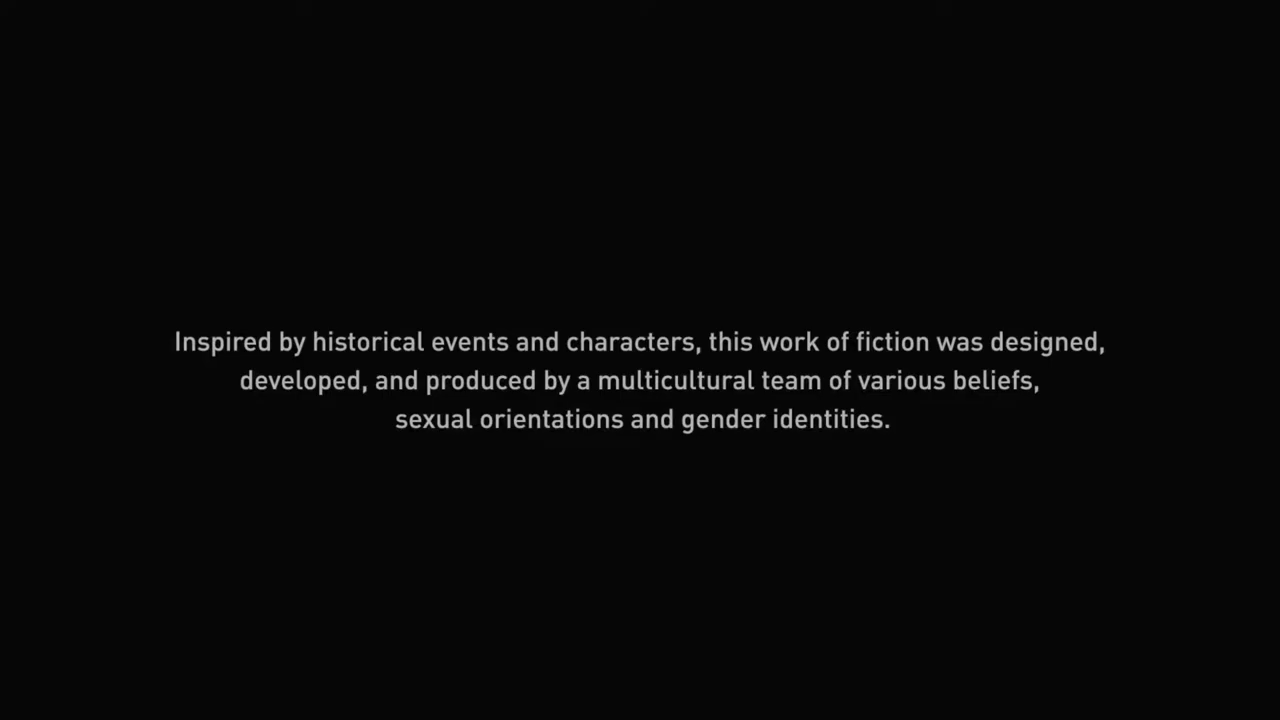 Inspired by historical events and characters, this work of fiction was designed,
developed, and produced by a multicultural team of various beliefs,
sexual orientations and gender identities.